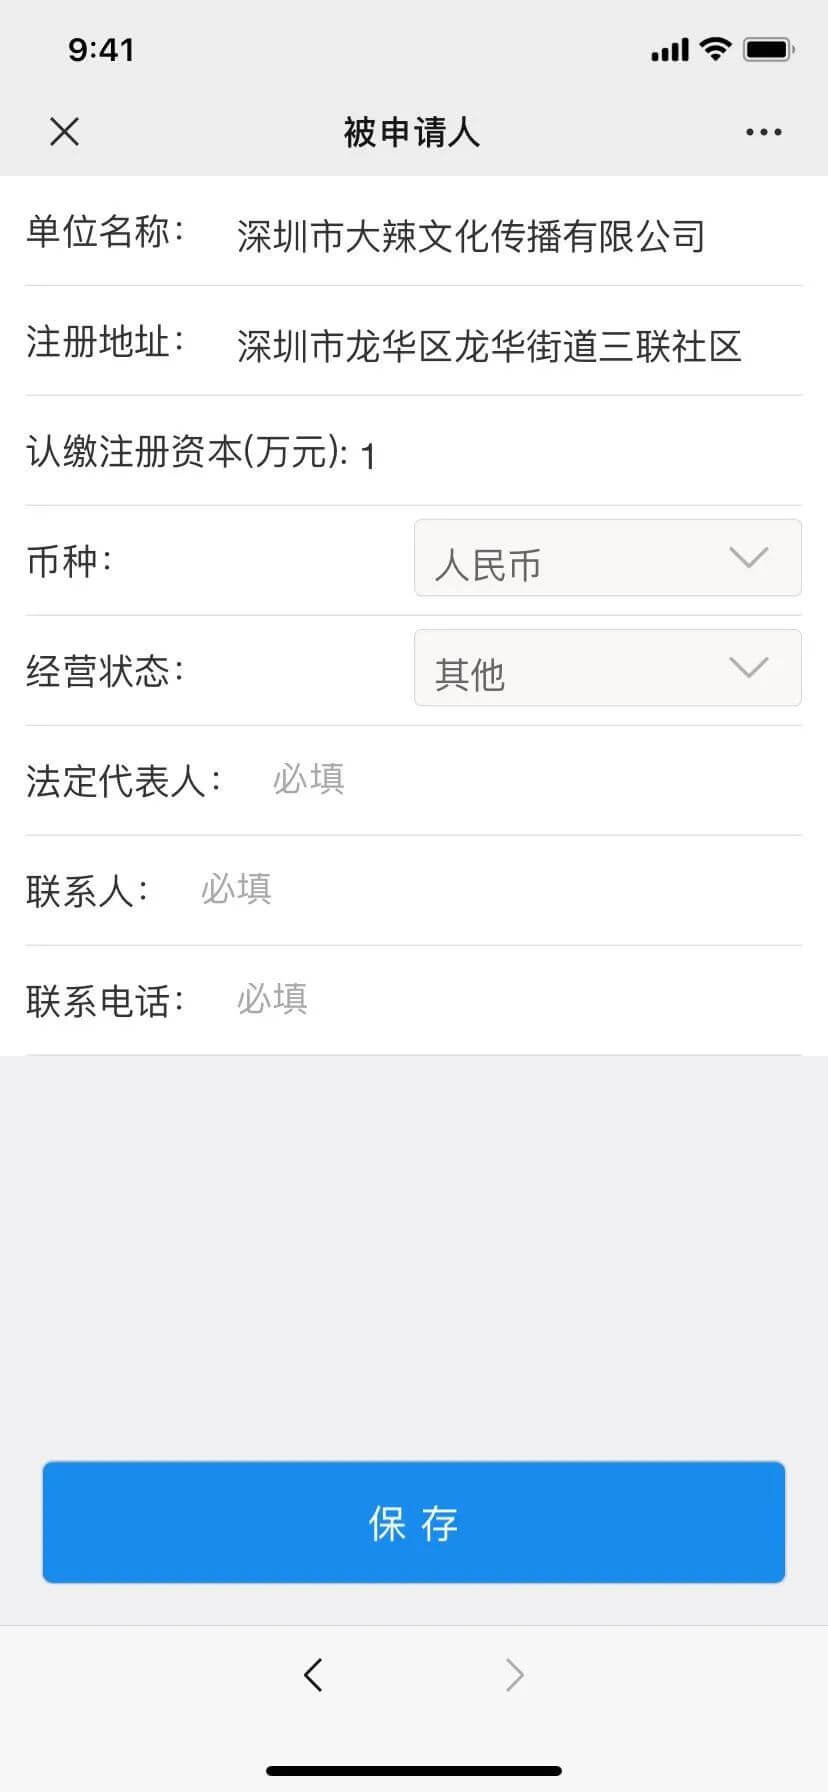 9:41
被申请人
单位名称： 深圳市大辣文化传播有限公司
注册地址： 深圳市龙华区龙华街道三联社区
认缴注册资本(万元): 1
币种： 人民币
经营状态： 其他
法定代表人： 必填
联系人： 必填
联系电话： 必填
保 存